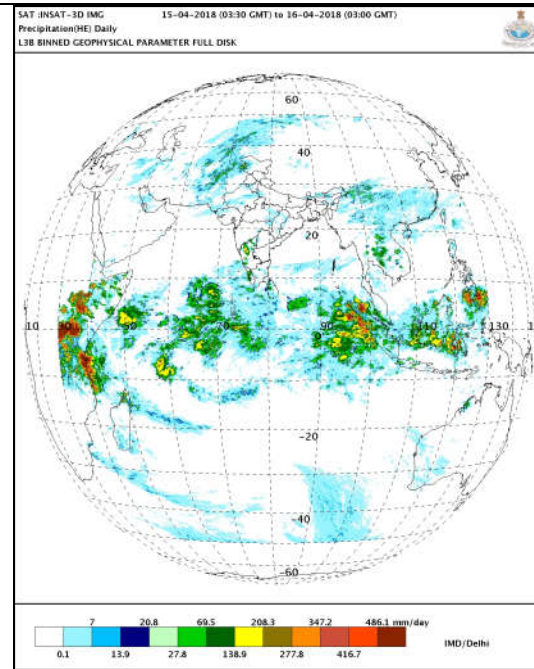 SAT :INSAT-3D IMG 15-04-2018 (03:30 GMT) to 16-04-2018 (03:00 GMT)
Precipitation(HE) Daily
L3B BINNED GEOPHYSICAL PARAMETER FULL DISK
60
40
20
10 30 50 70 90 110 130 1
0
-20
-40
-60
7 20.8 69.5 208.3 347.2 486.1 mm/day
0.1 13.9 27.8 138.9 277.8 416.7
IMD/Delhi